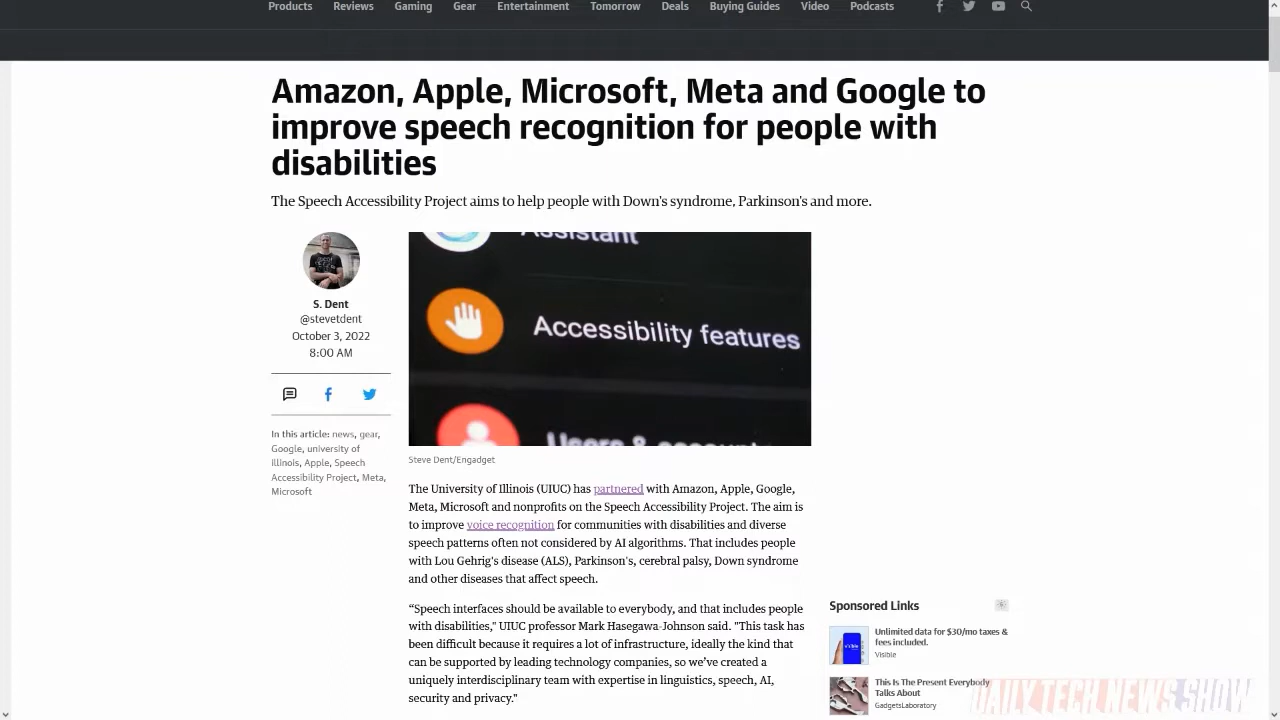 Products Reviews Gaming Gear Entertainment Tomorrow Deals Buying Guides Video Podcasts
Amazon, Apple, Microsoft, Meta and Google to
improve speech recognition for people with
disabilities
The Speech Accessibility Project aims to help people with Down's syndrome, Parkinson's and more.
S. Dent
@stevetdent
October 3, 2022
8:00 AM
In this article: news, gear,
Google, university of
Illinois, Apple, Speech
Accessibility Project, Meta,
Microsoft
Assistant
Accessibility features
Users & accounts
Steve Dent/Engadget
The University of Illinois (UIUC) has partnered with Amazon, Apple, Google,
Meta, Microsoft and nonprofits on the Speech Accessibility Project. The aim is
to improve voice recognition for communities with disabilities and diverse
speech patterns often not considered by AI algorithms. That includes people
with Lou Gehrig's disease (ALS), Parkinson's, cerebral palsy, Down syndrome
and other diseases that affect speech.
“Speech interfaces should be available to everybody, and that includes people
with disabilities," UIUC professor Mark Hasegawa-Johnson said. "This task has
been difficult because it requires a lot of infrastructure, ideally the kind that
can be supported by leading technology companies, so we’ve created a
uniquely interdisciplinary team with expertise in linguistics, speech, AI,
security and privacy."
Sponsored Links
Unlimited data for $30/mo taxes &
fees included.
Visible
This Is The Present Everybody
Talks About
GadgetsLaboratory
DAILY TECH NEWS SHOW